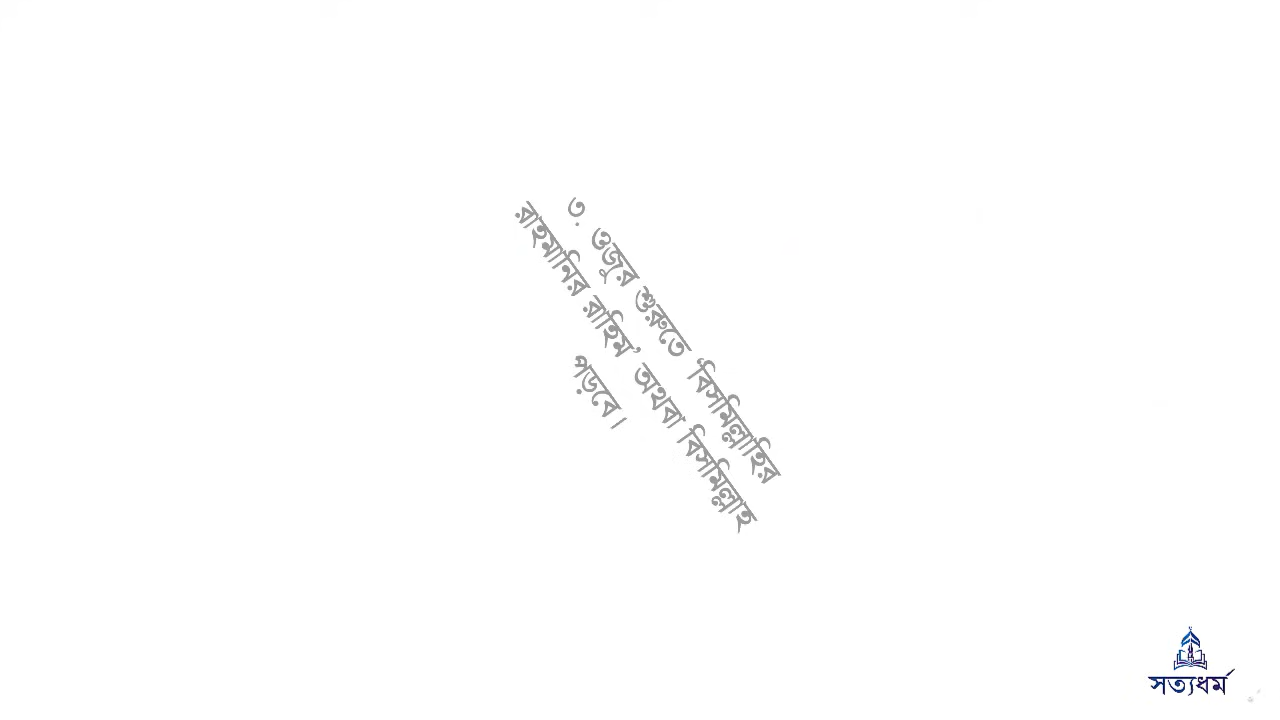 ৩. ওজুর শুরুতে ‘বিসমিল্লাহির
রাহমানির রাহিম’ অথবা বিসমিল্লাহ
পড়বে।
সত্যধর্ম